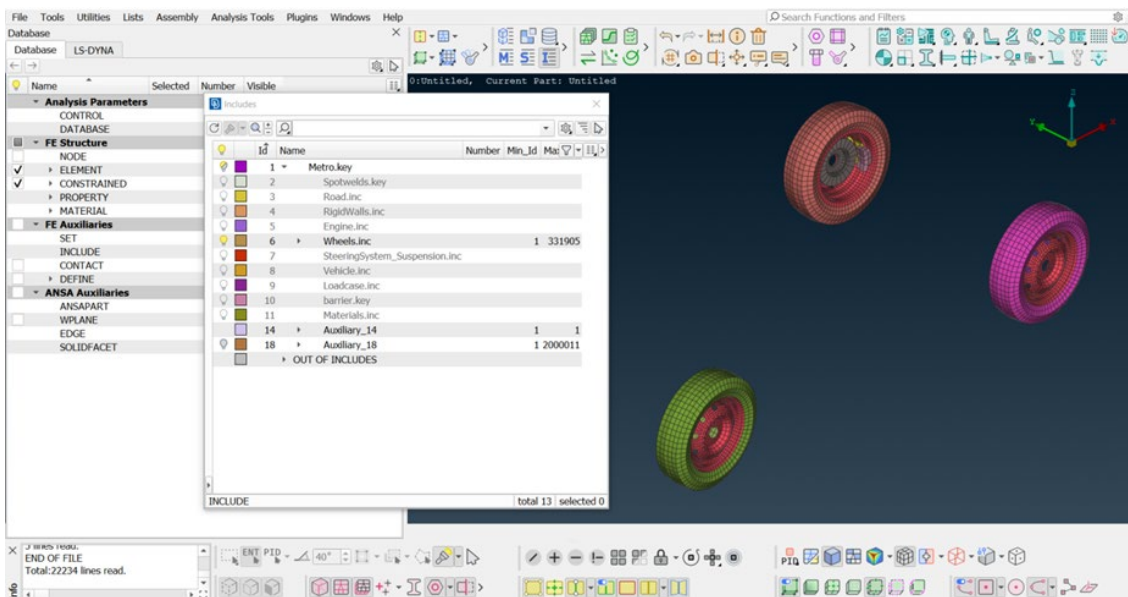 File Tools Utilities Lists Assembly Analysis Tools Plugins Windows Help
Search Functions and Filters
Database
Database LS-DYNA
Name Selected Number Visible
Analysis Parameters
CONTROL
DATABASE
FE Structure
NODE
ELEMENT
CONSTRAINED
PROPERTY
MATERIAL
FE Auxiliaries
SET
INCLUDE
CONTACT
DEFINE
ANSA Auxiliaries
ANSAPART
WPLANE
EDGE
SOLIDFACET
Includes
Id Name Number Min_Id Ma
1 Metro.key
2 Spotwelds.key
3 Road.inc
4 RigidWalls.inc
5 Engine.inc
6 Wheels.inc 1 331905
7 SteeringSystem_Suspension.inc
8 Vehicle.inc
9 Loadcase.inc
10 barrier.key
11 Materials.inc
14 Auxiliary_14 1 1
18 Auxiliary_18 1 2000011
OUT OF INCLUDES
INCLUDE total 13 selected 0
M S I
0:Untitled, Current Part: Untitled
Z
Y X
END OF FILE
Total:22234 lines read.
ENT PID 40°
PID